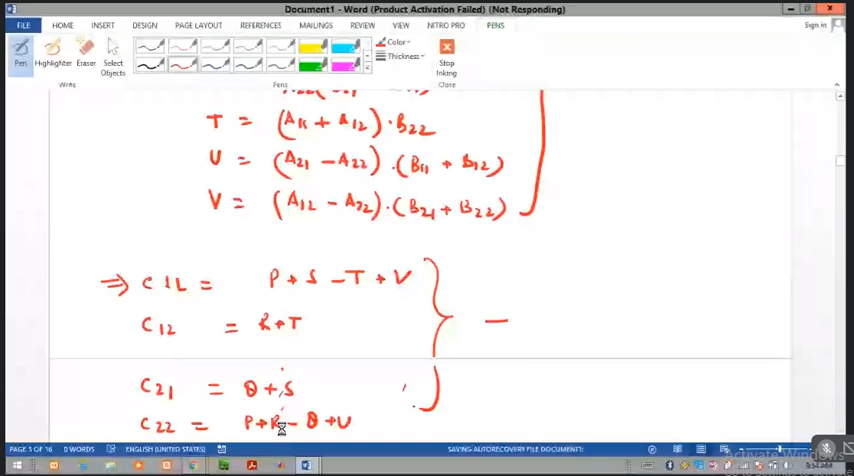 Document1 - Word (Product Activation Failed) (Not Responding)
FILE HOME INSERT DESIGN PAGE LAYOUT REFERENCES MAILINGS REVIEW VIEW NITRO PRO PENS Sign in
Pen Highlighter Eraser Select Objects Color Thickness Stop Inking
Write Pens Close
T = (A11 + A12) . B22
U = (A21 - A22) . (B11 + B12)
V = (A12 - A22) . (B21 + B22)
⇒ C11 = P + S - T + V
C12 = R + T
C21 = Q + S
C22 = P + R - Q + U
PAGE 5 OF 16 0 WORDS ENGLISH (UNITED STATES) SAVING AUTORECOVERY FILE DOCUMENT1:
Activate Windows